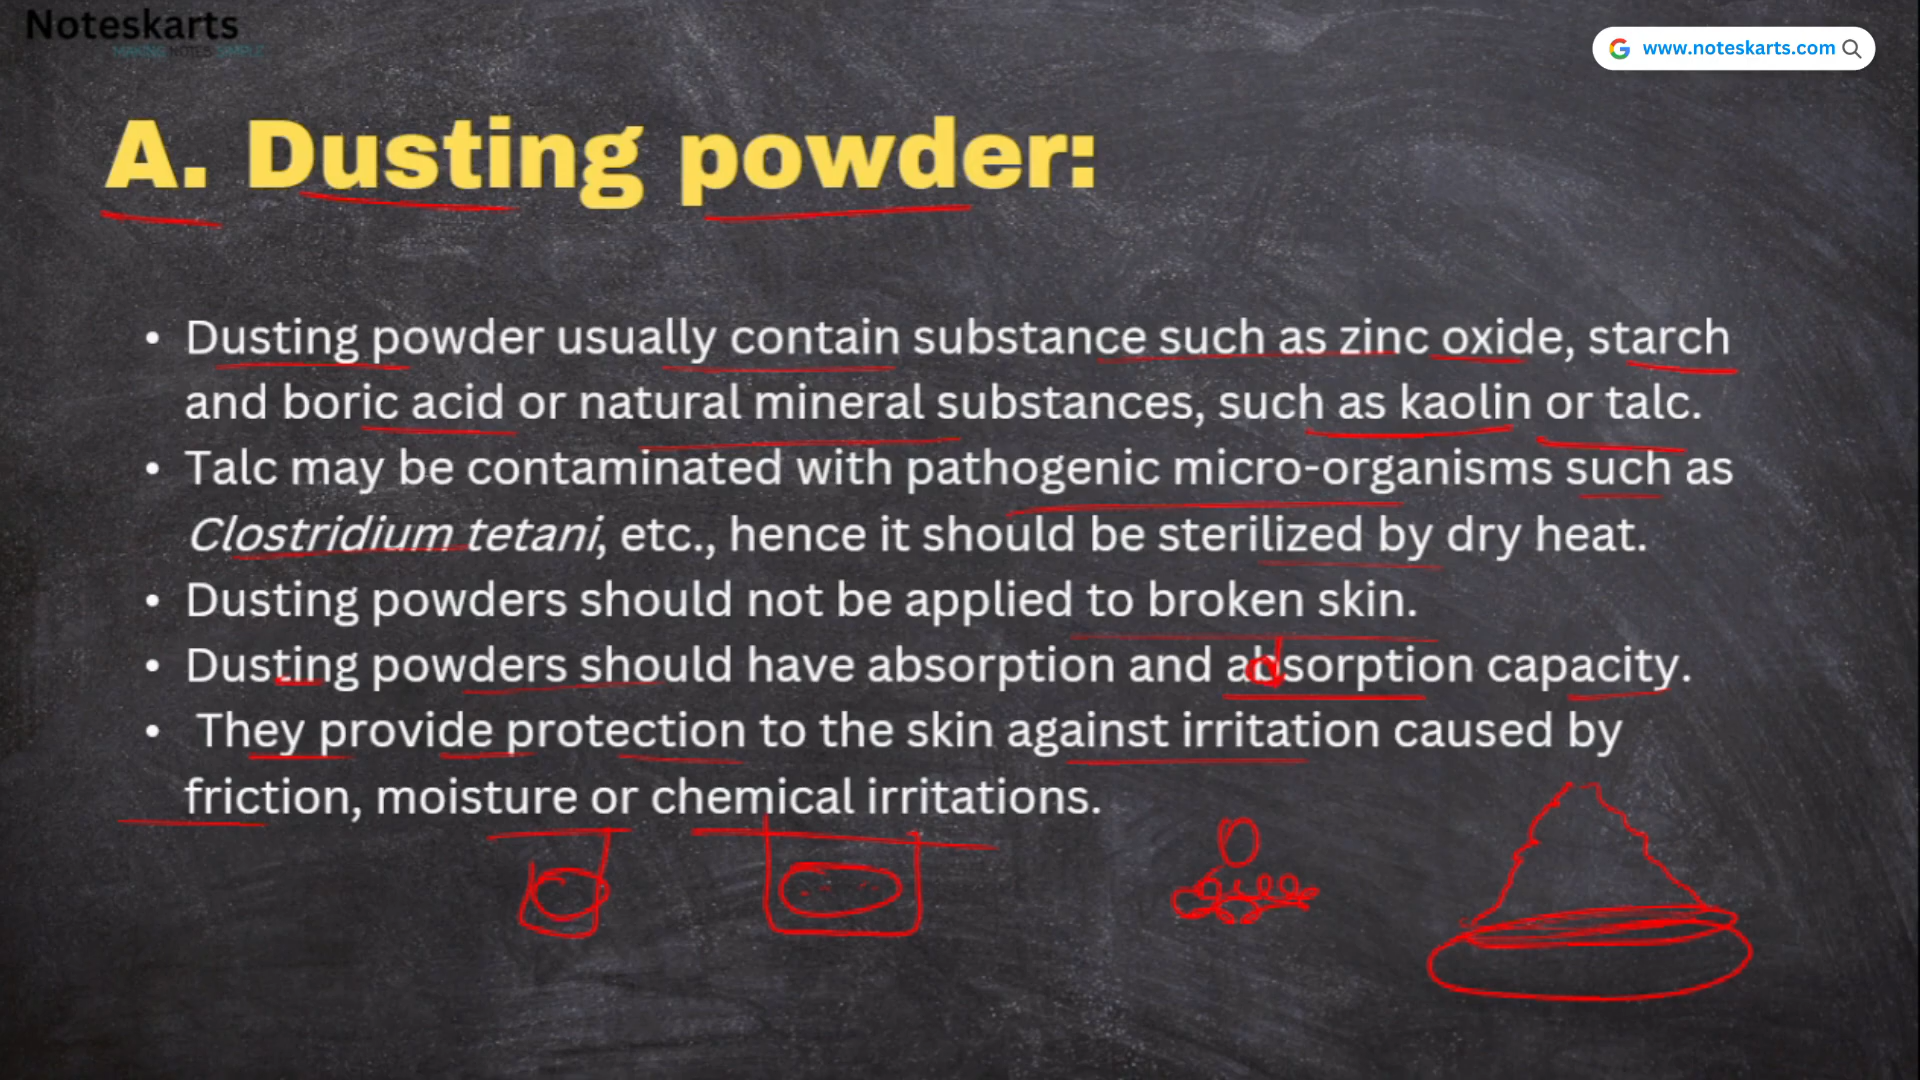 Noteskarts
MAKING NOTES SIMPLE
www.noteskarts.com
A. Dusting powder:
• Dusting powder usually contain substance such as zinc oxide, starch
and boric acid or natural mineral substances, such as kaolin or talc.
• Talc may be contaminated with pathogenic micro-organisms such as
Clostridium tetani, etc., hence it should be sterilized by dry heat.
• Dusting powders should not be applied to broken skin.
• Dusting powders should have absorption and absorption capacity.
d
• They provide protection to the skin against irritation caused by
friction, moisture or chemical irritations.